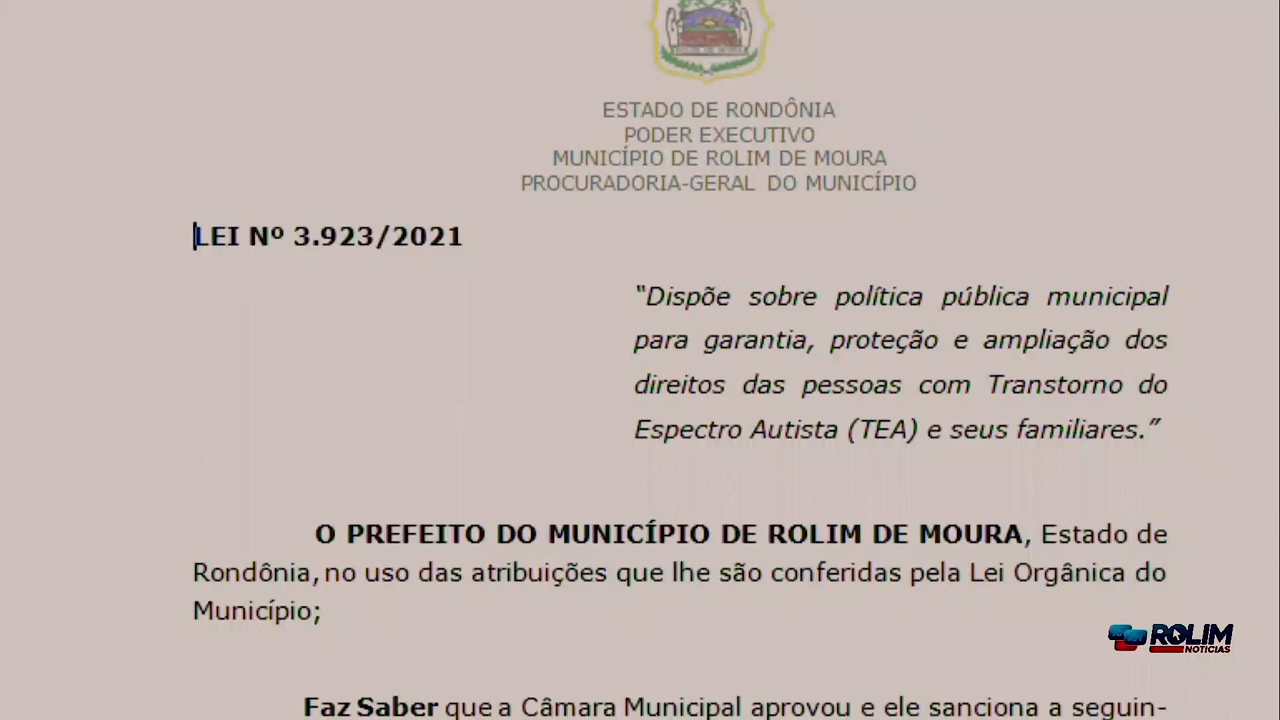 ESTADO DE RONDÔNIA
PODER EXECUTIVO
MUNICÍPIO DE ROLIM DE MOURA
PROCURADORIA-GERAL DO MUNICÍPIO
LEI Nº 3.923/2021
“Dispõe sobre política pública municipal
para garantia, proteção e ampliação dos
direitos das pessoas com Transtorno do
Espectro Autista (TEA) e seus familiares.”
O PREFEITO DO MUNICÍPIO DE ROLIM DE MOURA, Estado de
Rondônia, no uso das atribuições que lhe são conferidas pela Lei Orgânica do
Município;
ROLIM
NOTÍCIAS
Faz Saber que a Câmara Municipal aprovou e ele sanciona a seguin-